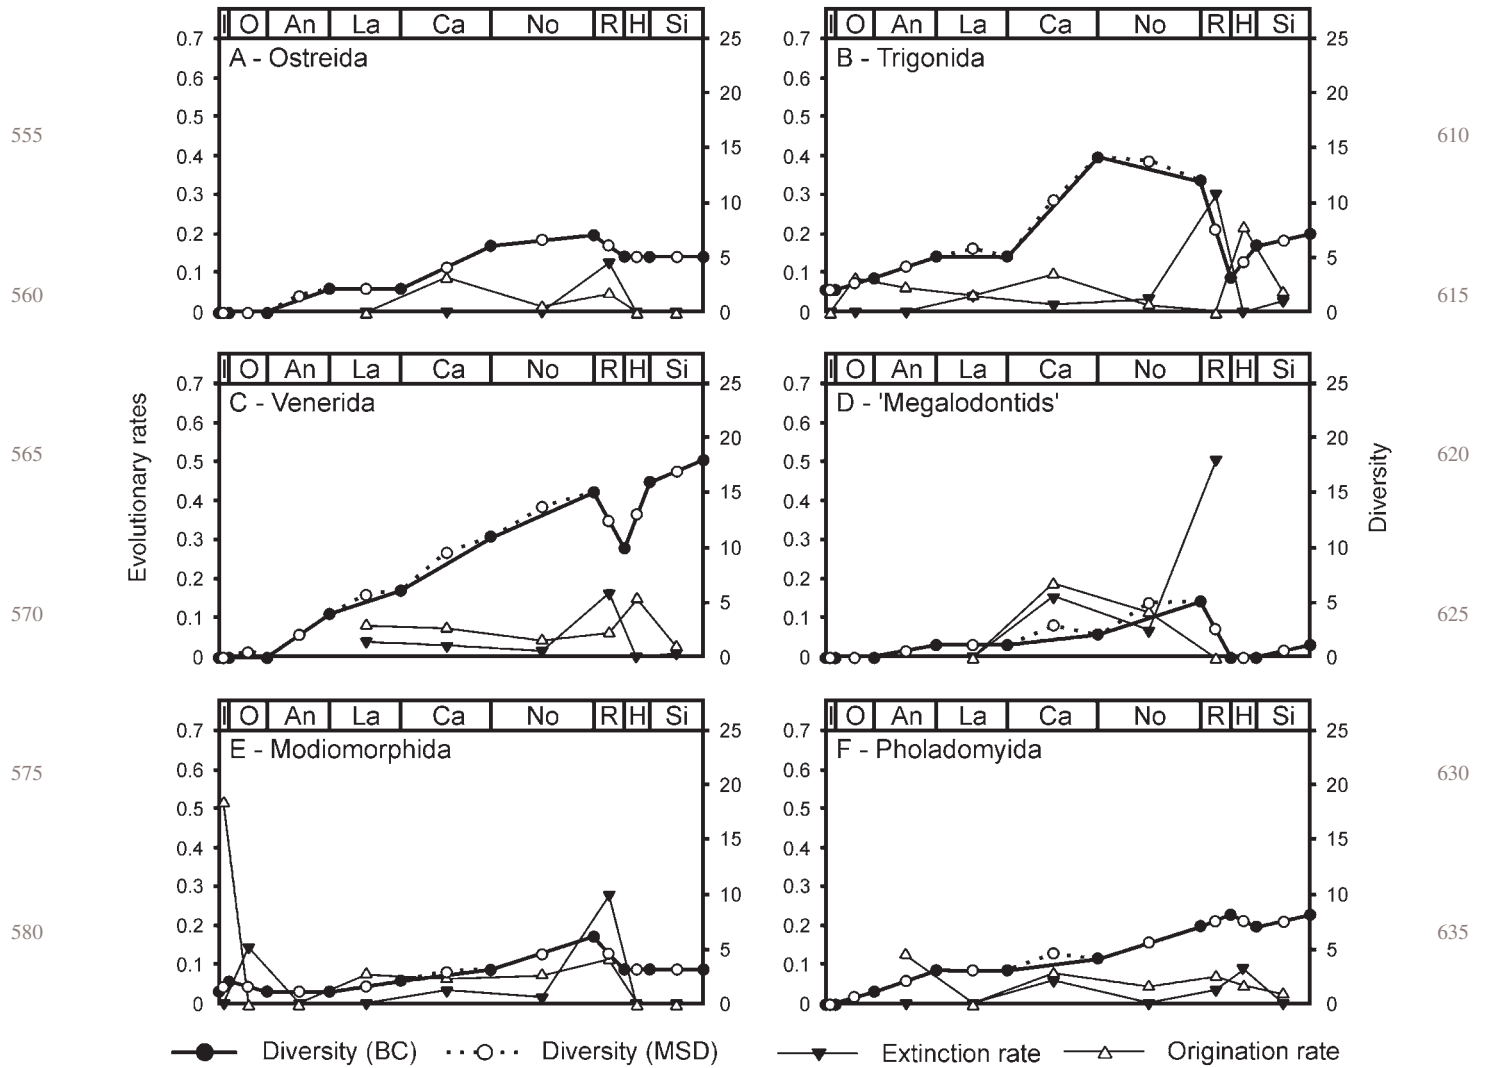 I O An La Ca No R H Si
0.7 0.6 0.5 0.4 0.3 0.2 0.1 0
A - Ostreida
25 20 15 10 5 0
I O An La Ca No R H Si
0.7 0.6 0.5 0.4 0.3 0.2 0.1 0
B - Trigonida
25 20 15 10 5 0
I O An La Ca No R H Si
0.7 0.6 0.5 0.4 0.3 0.2 0.1 0
C - Venerida
25 20 15 10 5 0
I O An La Ca No R H Si
0.7 0.6 0.5 0.4 0.3 0.2 0.1 0
D - 'Megalodontids'
25 20 15 10 5 0
I O An La Ca No R H Si
0.7 0.6 0.5 0.4 0.3 0.2 0.1 0
E - Modiomorphida
25 20 15 10 5 0
I O An La Ca No R H Si
0.7 0.6 0.5 0.4 0.3 0.2 0.1 0
F - Pholadomyida
25 20 15 10 5 0
Evolutionary rates
Diversity
Diversity (BC) Diversity (MSD) Extinction rate Origination rate
555
560
565
570
575
580
610
615
620
625
630
635